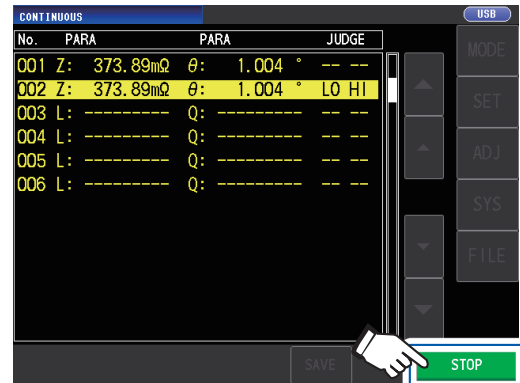 CONTINUOUS USB
No. PARA PARA JUDGE
001 Z: 373.89mΩ θ: 1.004 ° -- --
002 Z: 373.89mΩ θ: 1.004 ° LO HI
003 L: --------- Q: --------- -- --
004 L: --------- Q: --------- -- --
005 L: --------- Q: --------- -- --
006 L: --------- Q: --------- -- --
MODE
SET
ADJ
SYS
FILE
SAVE
STOP